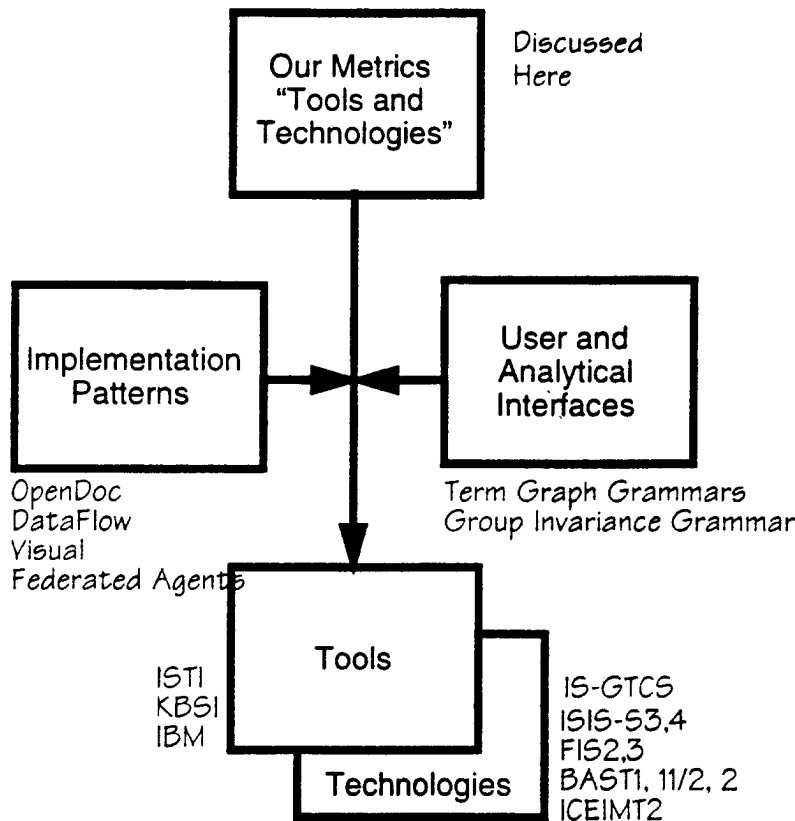 Our Metrics
“Tools and
Technologies”
Discussed
Here
Implementation
Patterns
User and
Analytical
Interfaces
OpenDoc
DataFlow
Visual
Federated Agents
Term Graph Grammars
Group Invariance Grammar
Tools
ISTI
KBSI
IBM
Technologies
IS-GTCS
ISIS-S3,4
FIS2,3
BAST1, 11/2, 2
ICEIMT2